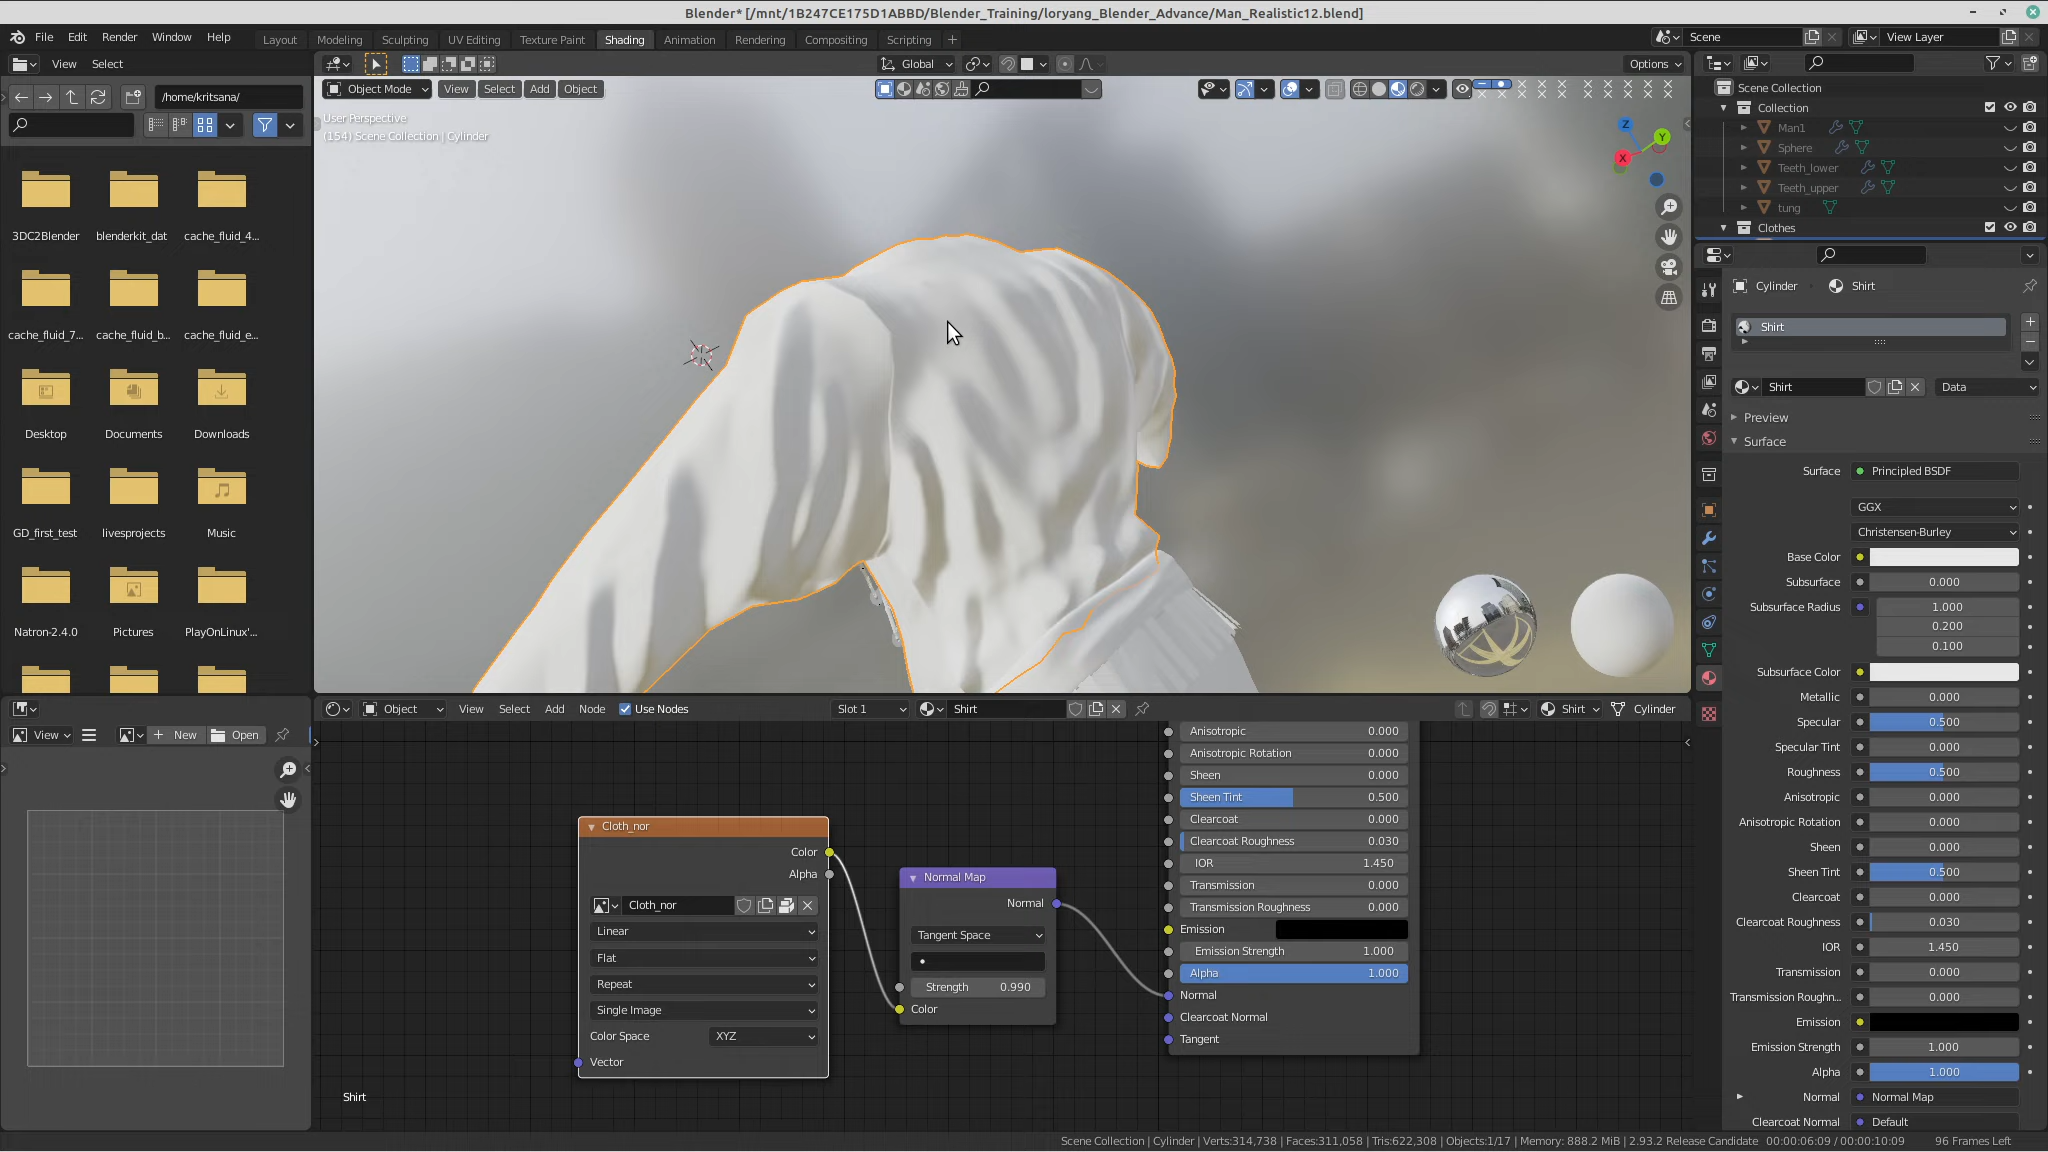 Blender* [/mnt/1B247CE175D1ABBD/Blender_Training/loryang_Blender_Advance/Man_Realistic12.blend]
File Edit Render Window Help
Layout Modeling Sculpting UV Editing Texture Paint Shading Animation Rendering Compositing Scripting +
Scene
View Layer
View Select
Global
Options
/home/kritsana/
Object Mode View Select Add Object
User Perspective
(154) Scene Collection | Cylinder
Z
Y
X
3DC2Blender blenderkit_dat cache_fluid_4...
cache_fluid_7... cache_fluid_b... cache_fluid_e...
Desktop Documents Downloads
GD_first_test livesprojects Music
Natron-2.4.0 Pictures PlayOnLinux'...
Scene Collection
Collection
Man1
Sphere
Teeth_lower
Teeth_upper
tung
Clothes
Cylinder Shirt
Shirt
Shirt Data
Preview
Surface
Surface Principled BSDF
GGX
Christensen-Burley
Base Color
Subsurface 0.000
Subsurface Radius 1.000
0.200
0.100
Subsurface Color
Metallic 0.000
Specular 0.500
Specular Tint 0.000
Roughness 0.500
Anisotropic 0.000
Anisotropic Rotation 0.000
Sheen 0.000
Sheen Tint 0.500
Clearcoat 0.000
Clearcoat Roughness 0.030
IOR 1.450
Transmission 0.000
Transmission Roughn... 0.000
Emission
Emission Strength 1.000
Alpha 1.000
Normal Normal Map
Clearcoat Normal Default
View New Open
Object View Select Add Node Use Nodes Slot 1 Shirt Shirt Cylinder
Cloth_nor
Color
Alpha
Cloth_nor
Linear
Flat
Repeat
Single Image
Color Space XYZ
Vector
Normal Map
Normal
Tangent Space
Strength 0.990
Color
Anisotropic 0.000
Anisotropic Rotation 0.000
Sheen 0.000
Sheen Tint 0.500
Clearcoat 0.000
Clearcoat Roughness 0.030
IOR 1.450
Transmission 0.000
Transmission Roughness 0.000
Emission
Emission Strength 1.000
Alpha 1.000
Normal
Clearcoat Normal
Tangent
Shirt
Scene Collection | Cylinder | Verts:314,738 | Faces:311,058 | Tris:622,308 | Objects:1/17 | Memory: 888.2 MiB | 2.93.2 Release Candidate 00:00:06:09 / 00:00:10:09 96 Frames Left